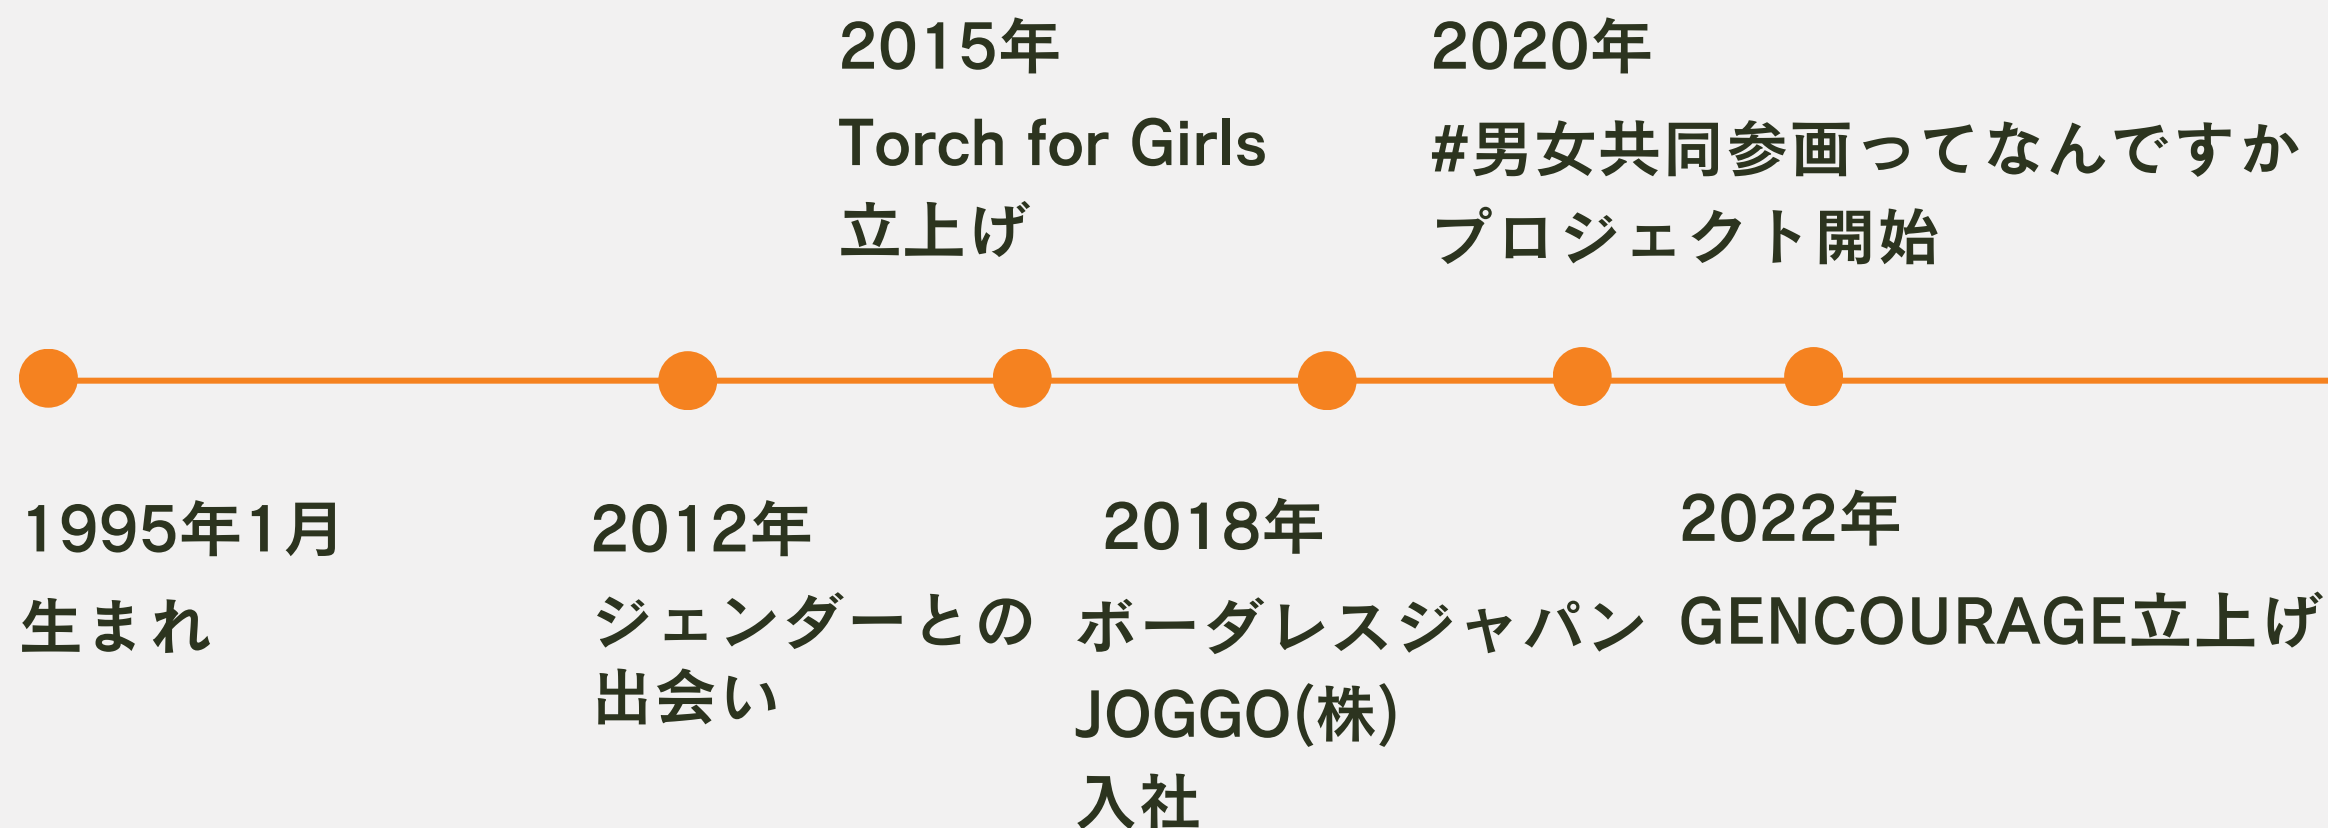 2015年
Torch for Girls
立上げ
2020年
#男女共同参画ってなんですか
プロジェクト開始
1995年1月
生まれ
2012年
ジェンダーとの
出会い
2018年
ボーダレスジャパン
JOGGO(株)
入社
2022年
GENCOURAGE立上げ